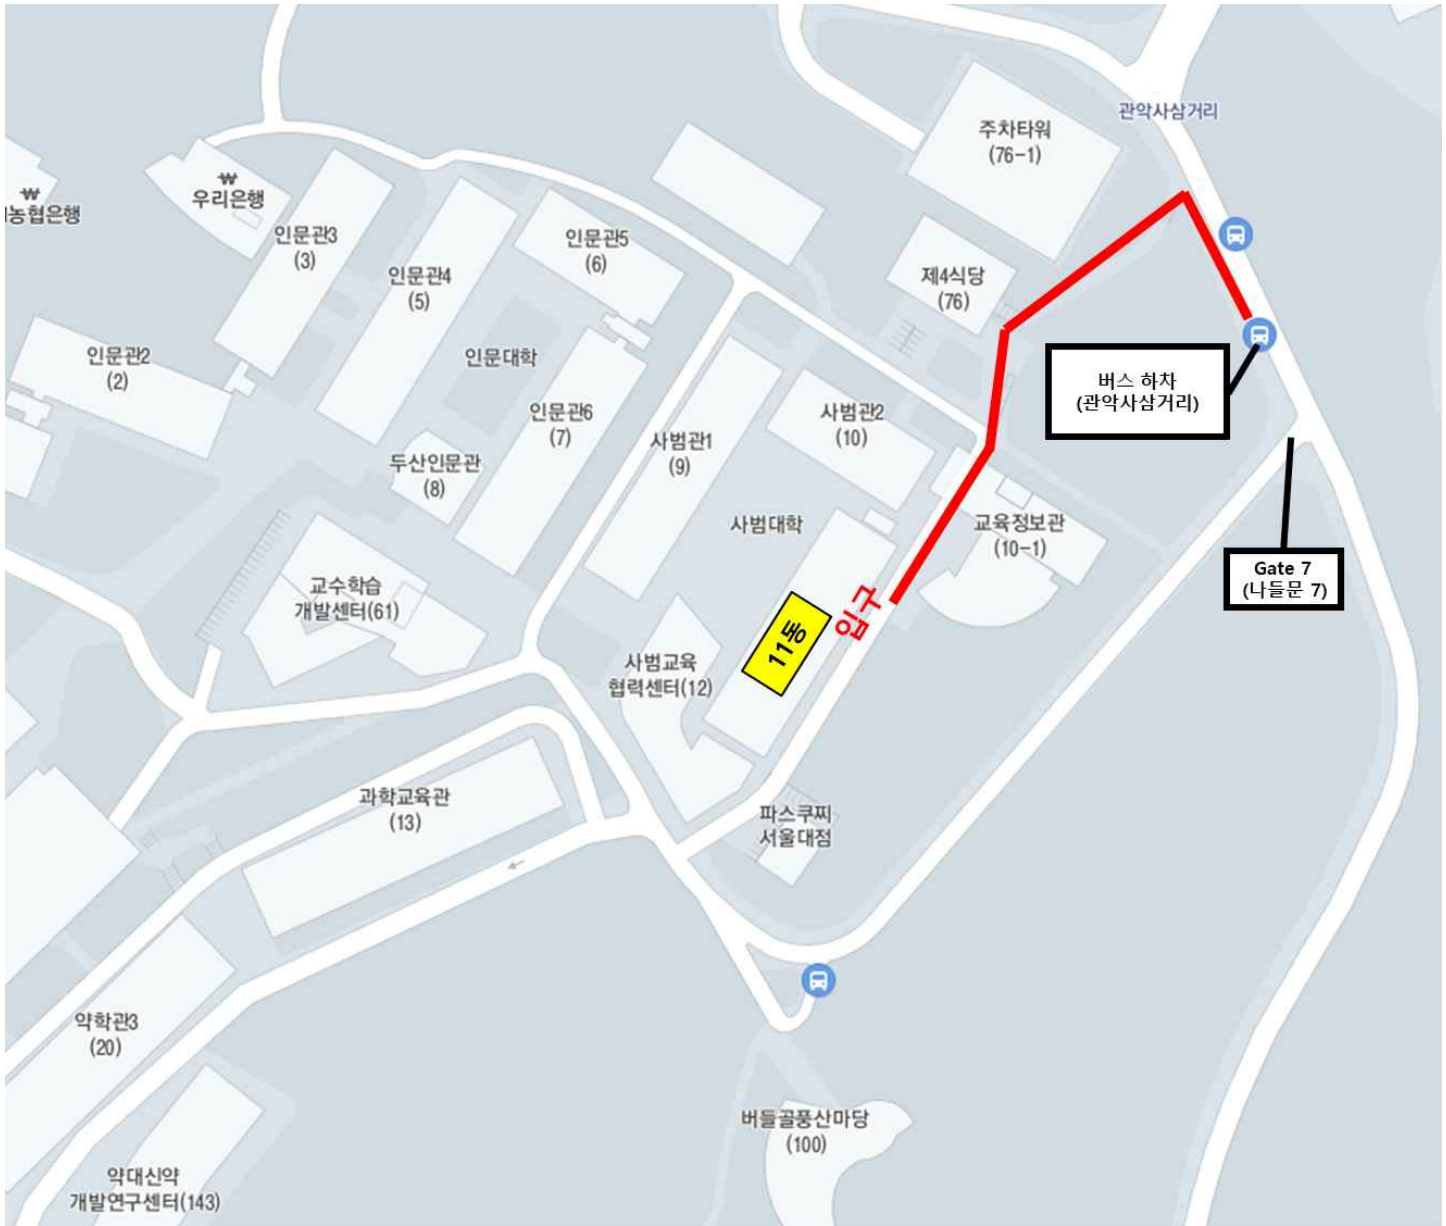 관악사삼거리
주차타워
(76-1)
₩
우리은행
₩
농협은행
인문관3
(3)
인문관4
(5)
인문관5
(6)
제4식당
(76)
인문관2
(2)
인문대학
버스 하차
(관악사삼거리)
인문관6
(7)
사범관1
(9)
사범관2
(10)
두산인문관
(8)
사범대학
교육정보관
(10-1)
Gate 7
(나들문 7)
교수학습
개발센터(61)
입구
11동
사범교육
협력센터(12)
과학교육관
(13)
파스쿠찌
서울대점
약학관3
(20)
버들골풍산마당
(100)
약대신약
개발연구센터(143)